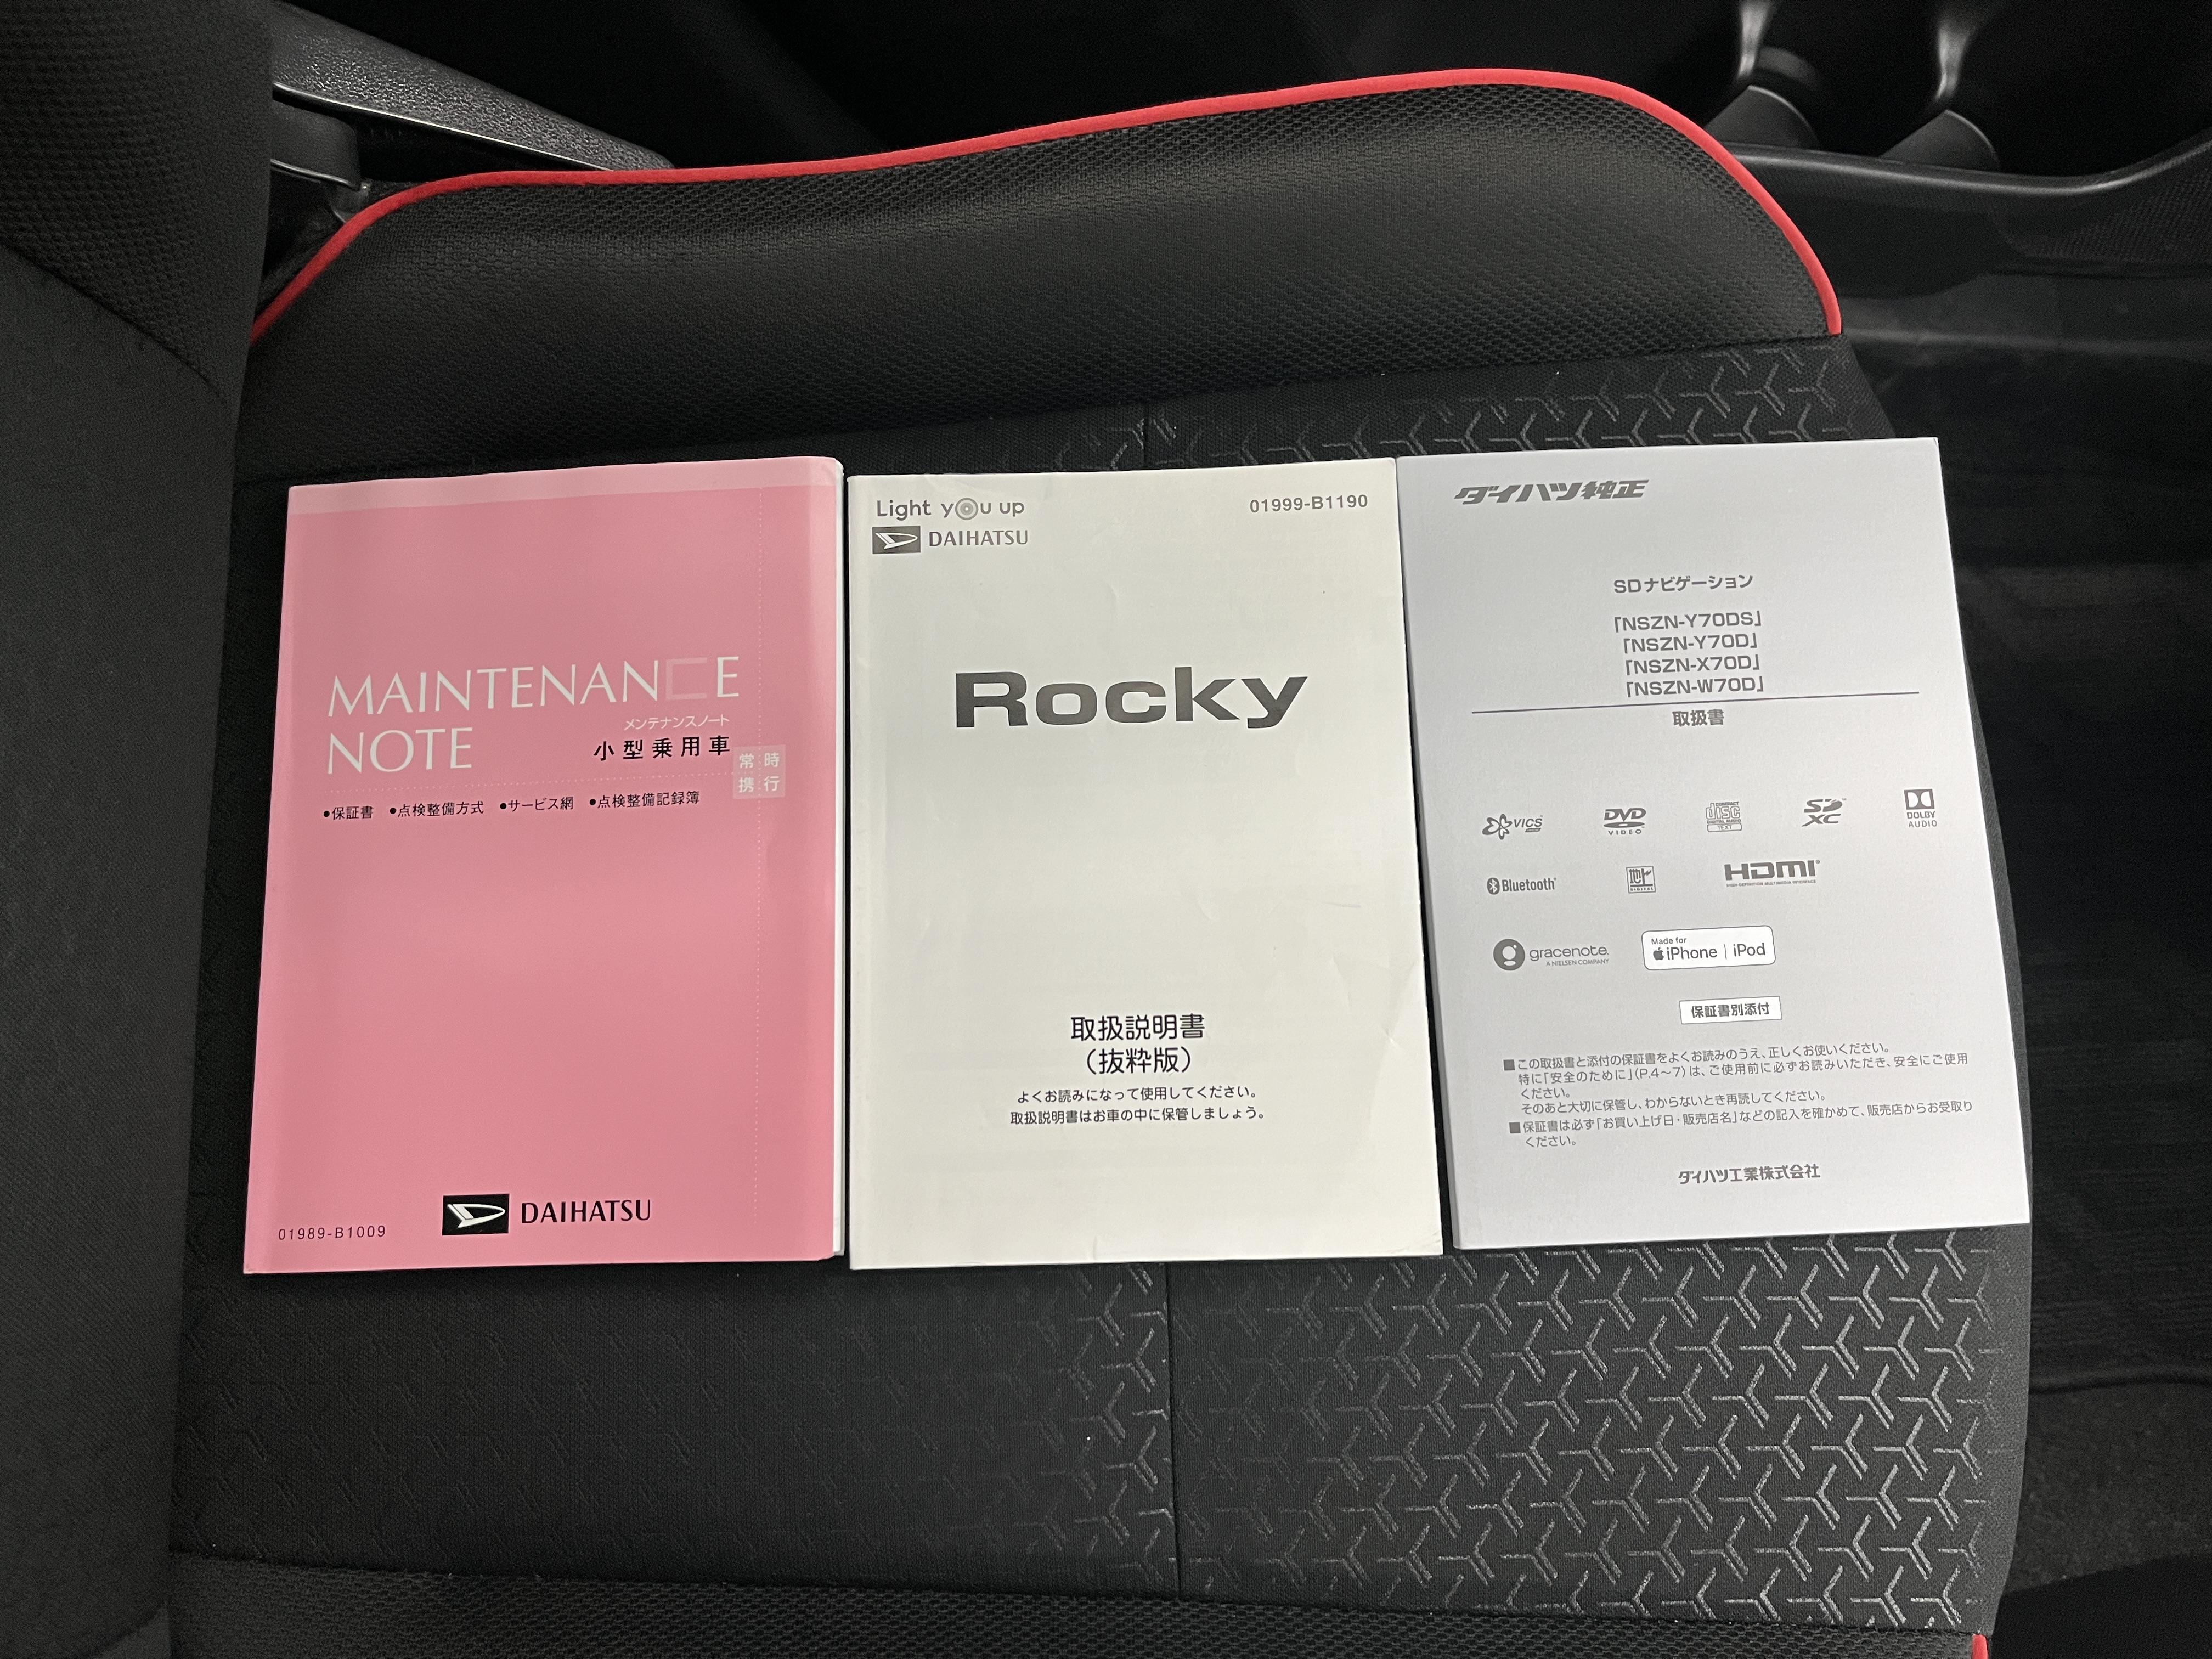 MAINTENANCE
NOTE
メンテナンスノート
小型乗用車
常時
携行
●保証書 ●点検整備方式 ●サービス網 ●点検整備記録簿
01989-B1009
DAIHATSU
Light you up
01999-B1190
DAIHATSU
Rocky
取扱説明書
（抜粋版）
よくお読みになって使用してください。
取扱説明書はお車の中に保管しましょう。
ダイハツ純正
SDナビゲーション
「NSZN-Y70DS」
「NSZN-Y70D」
「NSZN-X70D」
「NSZN-W70D」
取扱書
VICS
DVD
VIDEO
COMPACT
disc
DIGITAL AUDIO
TEXT
SD
XC
DOLBY
AUDIO
Bluetooth®
地上
DIGITAL
HDMI®
HIGH-DEFINITION MULTIMEDIA INTERFACE
gracenote.
A NIELSEN COMPANY
Made for
iPhone | iPod
保証書別添付
■この取扱書と添付の保証書をよくお読みのうえ、正しくお使いください。
特に「安全のために」（P.4～7）は、ご使用前に必ずお読みいただき、安全にご使用
ください。
そのあと大切に保管し、わからないとき再読してください。
■保証書は必ず「お買い上げ日・販売店名」などの記入を確かめて、販売店からお受取り
ください。
ダイハツ工業株式会社